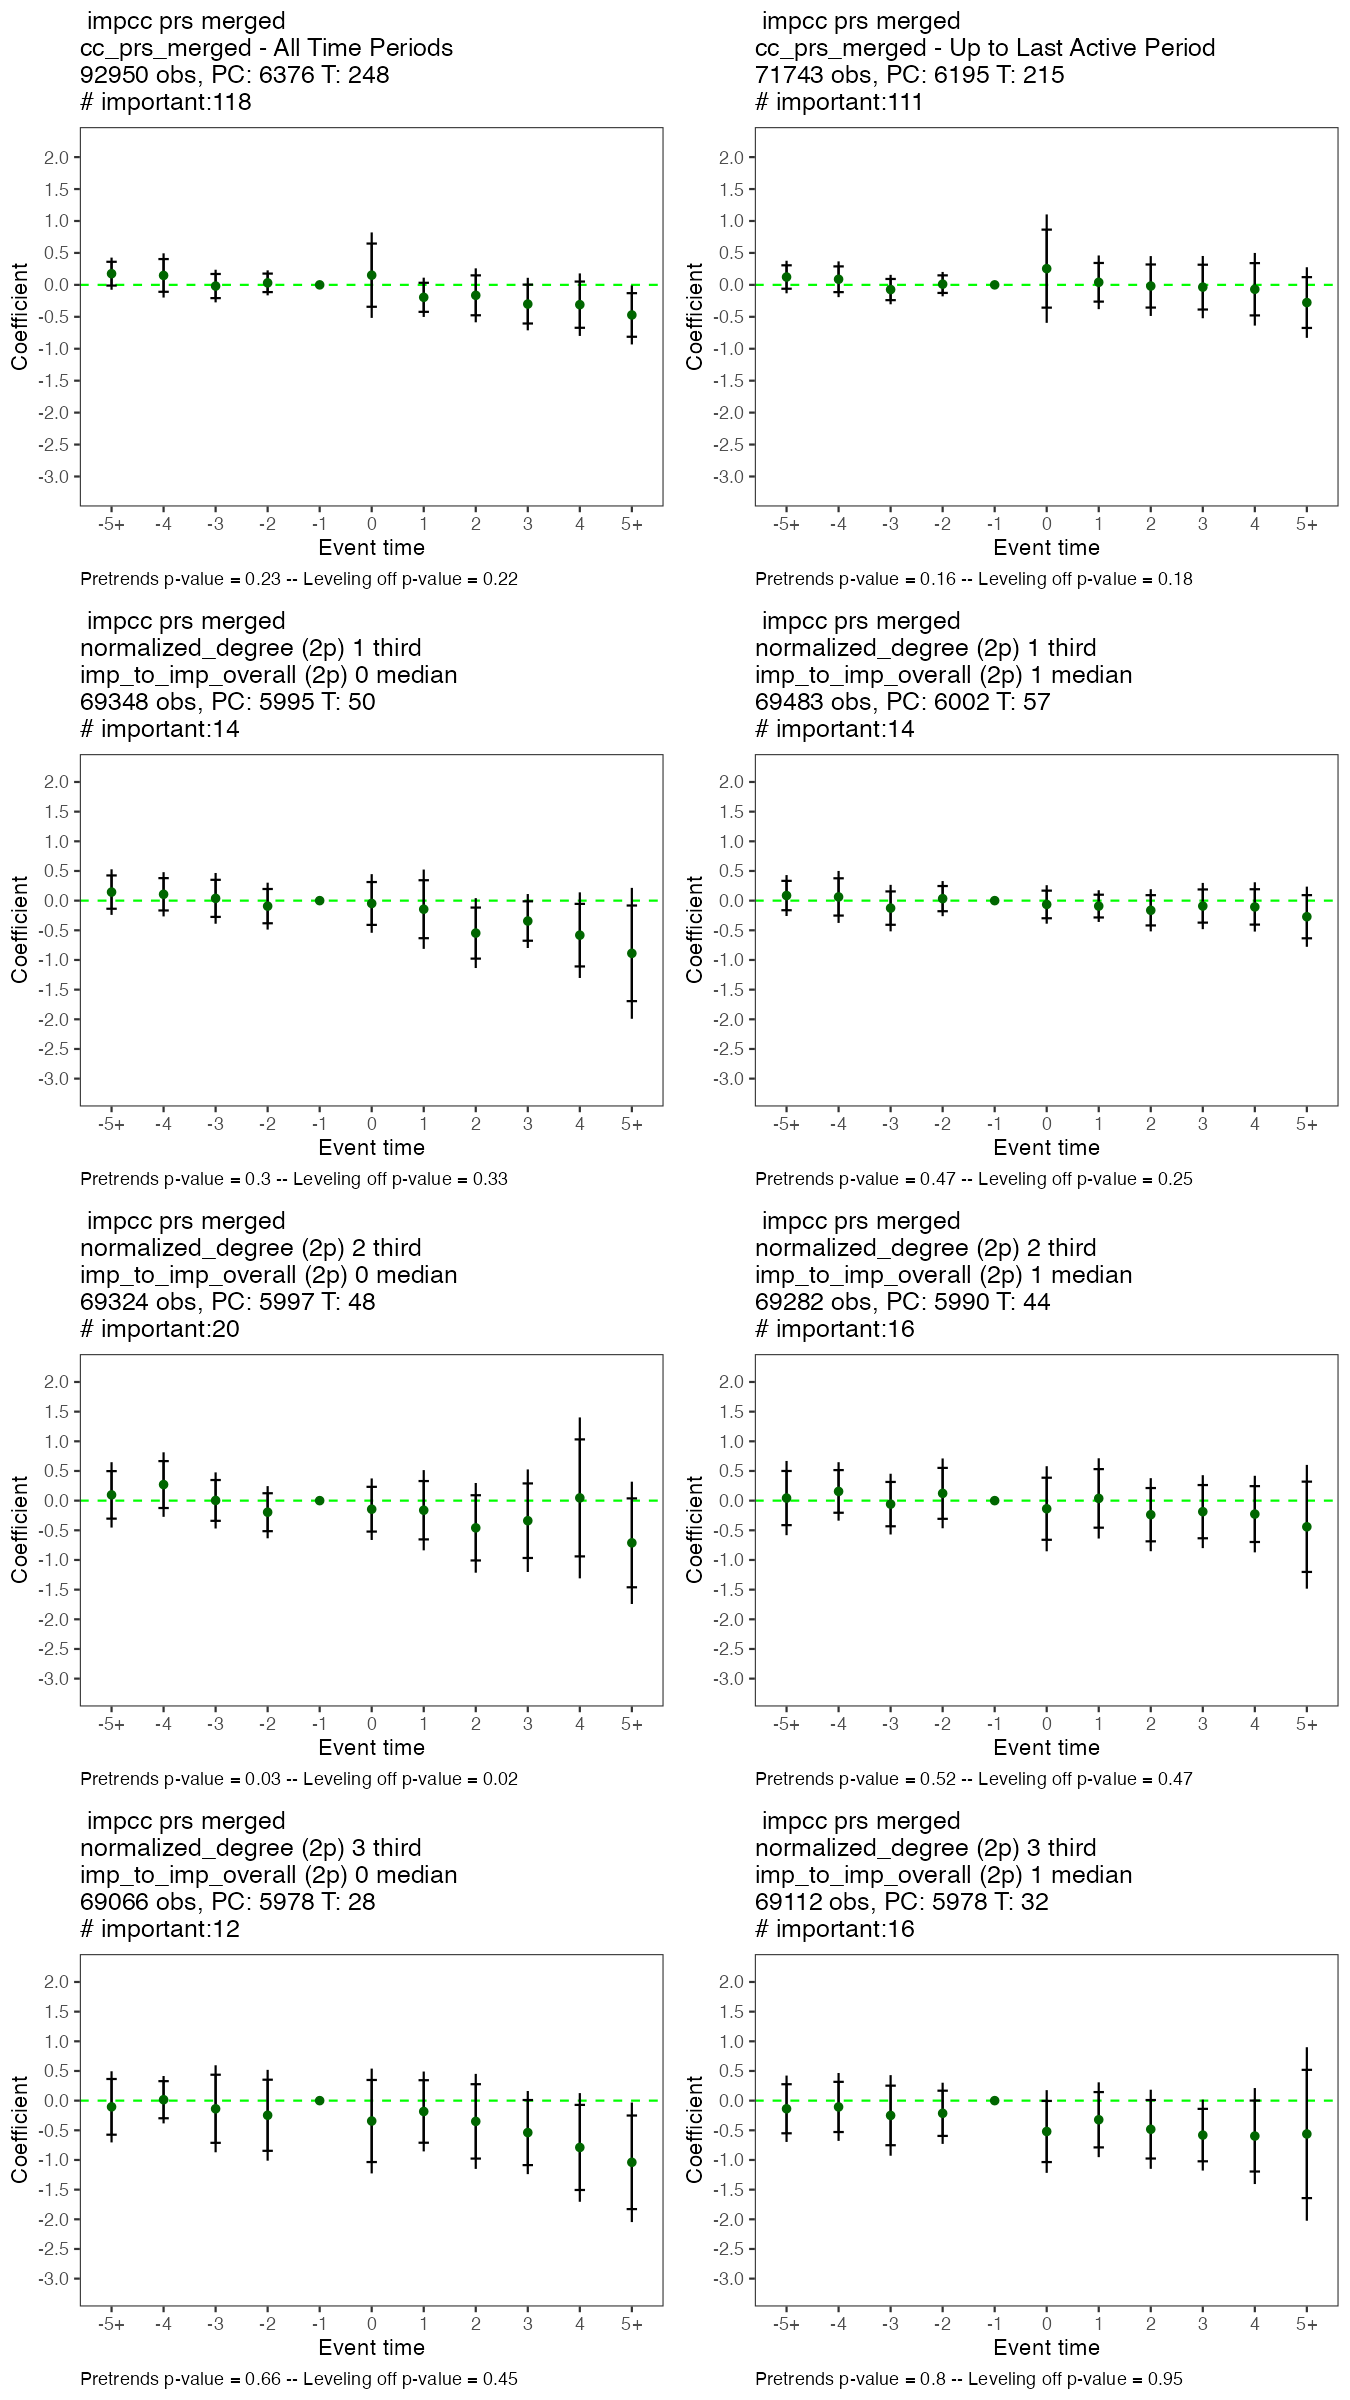 impcc prs merged
cc_prs_merged - All Time Periods
92950 obs, PC: 6376 T: 248
# important:118
2.0
1.5
1.0
0.5
0.0
-0.5
-1.0
-1.5
-2.0
-2.5
-3.0
Coefficient
-5+ -4 -3 -2 -1 0 1 2 3 4 5+
Event time
Pretrends p-value = 0.23 -- Leveling off p-value = 0.22
impcc prs merged
cc_prs_merged - Up to Last Active Period
71743 obs, PC: 6195 T: 215
# important:111
2.0
1.5
1.0
0.5
0.0
-0.5
-1.0
-1.5
-2.0
-2.5
-3.0
Coefficient
-5+ -4 -3 -2 -1 0 1 2 3 4 5+
Event time
Pretrends p-value = 0.16 -- Leveling off p-value = 0.18
impcc prs merged
normalized_degree (2p) 1 third
imp_to_imp_overall (2p) 0 median
69348 obs, PC: 5995 T: 50
# important:14
2.0
1.5
1.0
0.5
0.0
-0.5
-1.0
-1.5
-2.0
-2.5
-3.0
Coefficient
-5+ -4 -3 -2 -1 0 1 2 3 4 5+
Event time
Pretrends p-value = 0.3 -- Leveling off p-value = 0.33
impcc prs merged
normalized_degree (2p) 1 third
imp_to_imp_overall (2p) 1 median
69483 obs, PC: 6002 T: 57
# important:14
2.0
1.5
1.0
0.5
0.0
-0.5
-1.0
-1.5
-2.0
-2.5
-3.0
Coefficient
-5+ -4 -3 -2 -1 0 1 2 3 4 5+
Event time
Pretrends p-value = 0.47 -- Leveling off p-value = 0.25
impcc prs merged
normalized_degree (2p) 2 third
imp_to_imp_overall (2p) 0 median
69324 obs, PC: 5997 T: 48
# important:20
2.0
1.5
1.0
0.5
0.0
-0.5
-1.0
-1.5
-2.0
-2.5
-3.0
Coefficient
-5+ -4 -3 -2 -1 0 1 2 3 4 5+
Event time
Pretrends p-value = 0.03 -- Leveling off p-value = 0.02
impcc prs merged
normalized_degree (2p) 2 third
imp_to_imp_overall (2p) 1 median
69282 obs, PC: 5990 T: 44
# important:16
2.0
1.5
1.0
0.5
0.0
-0.5
-1.0
-1.5
-2.0
-2.5
-3.0
Coefficient
-5+ -4 -3 -2 -1 0 1 2 3 4 5+
Event time
Pretrends p-value = 0.52 -- Leveling off p-value = 0.47
impcc prs merged
normalized_degree (2p) 3 third
imp_to_imp_overall (2p) 0 median
69066 obs, PC: 5978 T: 28
# important:12
2.0
1.5
1.0
0.5
0.0
-0.5
-1.0
-1.5
-2.0
-2.5
-3.0
Coefficient
-5+ -4 -3 -2 -1 0 1 2 3 4 5+
Event time
Pretrends p-value = 0.66 -- Leveling off p-value = 0.45
impcc prs merged
normalized_degree (2p) 3 third
imp_to_imp_overall (2p) 1 median
69112 obs, PC: 5978 T: 32
# important:16
2.0
1.5
1.0
0.5
0.0
-0.5
-1.0
-1.5
-2.0
-2.5
-3.0
Coefficient
-5+ -4 -3 -2 -1 0 1 2 3 4 5+
Event time
Pretrends p-value = 0.8 -- Leveling off p-value = 0.95